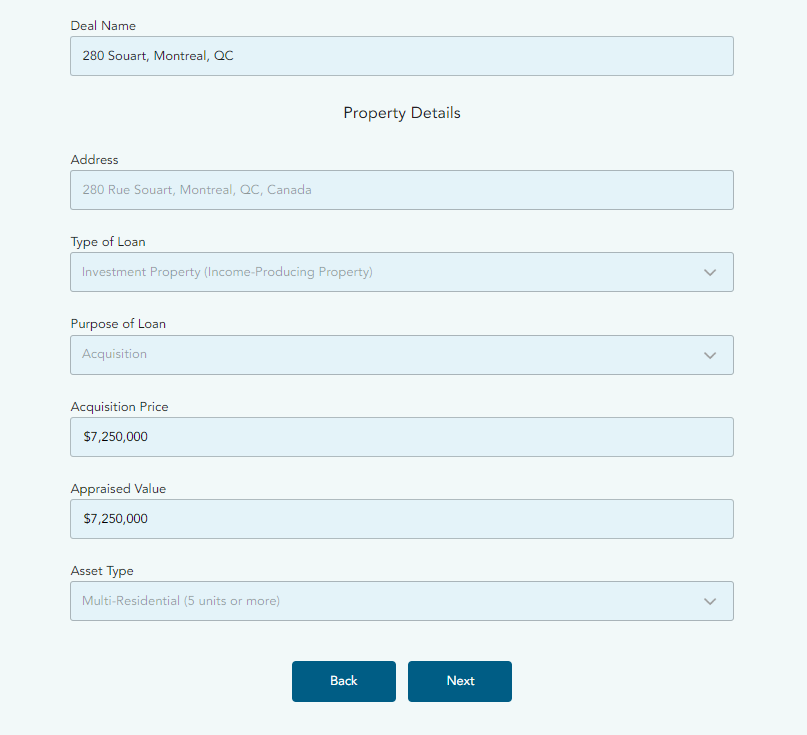 Deal Name
280 Souart, Montreal, QC
Property Details
Address
280 Rue Souart, Montreal, QC, Canada
Type of Loan
Investment Property (Income-Producing Property)
Purpose of Loan
Acquisition
Acquisition Price
$7,250,000
Appraised Value
$7,250,000
Asset Type
Multi-Residential (5 units or more)
Back Next